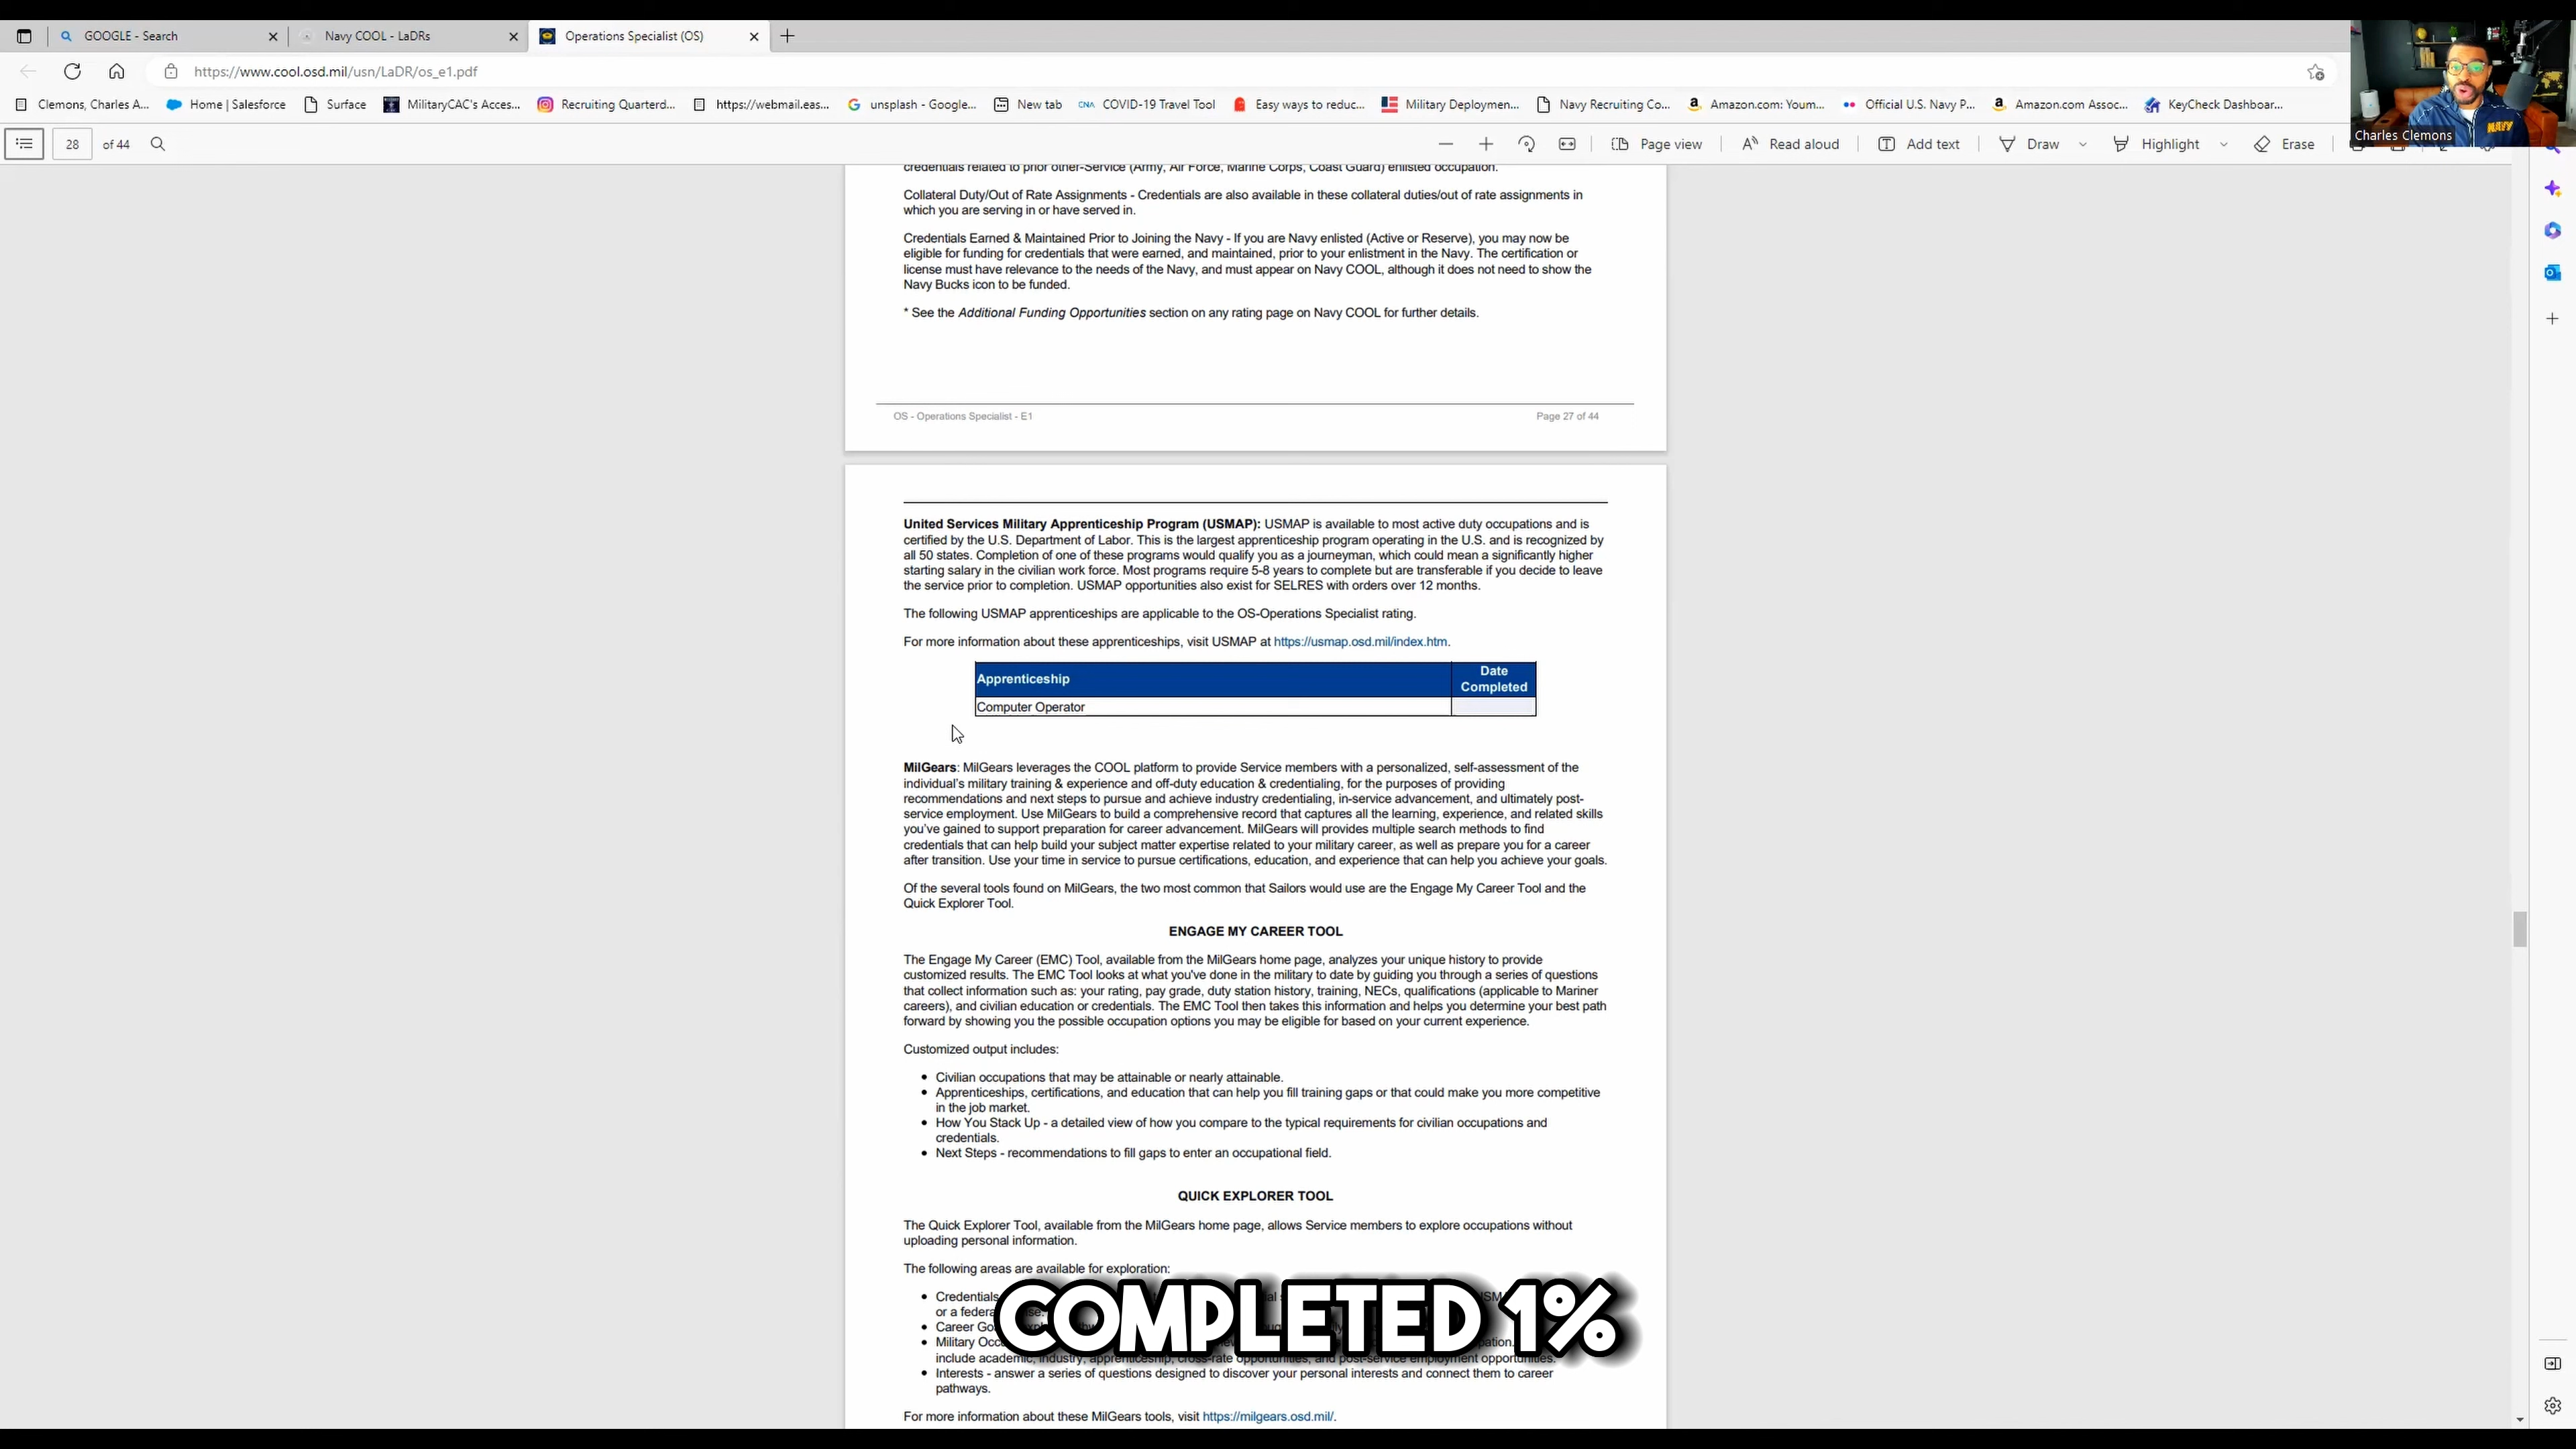 GOOGLE - Search
Navy COOL - LaDRs
Operations Specialist (OS)
https://www.cool.osd.mil/usn/LaDR/os_e1.pdf
Clemons, Charles A...
Home | Salesforce
Surface
MilitaryCAC's Acces...
Recruiting Quarterd...
https://webmail.eas...
unsplash - Google...
New tab
CNA
COVID-19 Travel Tool
Easy ways to reduc...
Military Deploymen...
Navy Recruiting Co...
Amazon.com: Youm...
Official U.S. Navy P...
Amazon.com Assoc...
KeyCheck Dashboar...
NAVY
Charles Clemons
28 of 44
Page view
Read aloud
Add text
Draw
Highlight
Erase
credentials related to prior other-Service (Army, Air Force, Marine Corps, Coast Guard) enlisted occupation.
Collateral Duty/Out of Rate Assignments - Credentials are also available in these collateral duties/out of rate assignments in
which you are serving in or have served in.
Credentials Earned & Maintained Prior to Joining the Navy - If you are Navy enlisted (Active or Reserve), you may now be
eligible for funding for credentials that were earned, and maintained, prior to your enlistment in the Navy. The certification or
license must have relevance to the needs of the Navy, and must appear on Navy COOL, although it does not need to show the
Navy Bucks icon to be funded.
* See the Additional Funding Opportunities section on any rating page on Navy COOL for further details.
OS - Operations Specialist - E1
Page 27 of 44
United Services Military Apprenticeship Program (USMAP): USMAP is available to most active duty occupations and is
certified by the U.S. Department of Labor. This is the largest apprenticeship program operating in the U.S. and is recognized by
all 50 states. Completion of one of these programs would qualify you as a journeyman, which could mean a significantly higher
starting salary in the civilian work force. Most programs require 5-8 years to complete but are transferable if you decide to leave
the service prior to completion. USMAP opportunities also exist for SELRES with orders over 12 months.
The following USMAP apprenticeships are applicable to the OS-Operations Specialist rating.
For more information about these apprenticeships, visit USMAP at https://usmap.osd.mil/index.htm.
Apprenticeship
Date
Completed
Computer Operator
MilGears: MilGears leverages the COOL platform to provide Service members with a personalized, self-assessment of the
individual's military training & experience and off-duty education & credentialing, for the purposes of providing
recommendations and next steps to pursue and achieve industry credentialing, in-service advancement, and ultimately post-
service employment. Use MilGears to build a comprehensive record that captures all the learning, experience, and related skills
you've gained to support preparation for career advancement. MilGears will provides multiple search methods to find
credentials that can help build your subject matter expertise related to your military career, as well as prepare you for a career
after transition. Use your time in service to pursue certifications, education, and experience that can help you achieve your goals.
Of the several tools found on MilGears, the two most common that Sailors would use are the Engage My Career Tool and the
Quick Explorer Tool.
ENGAGE MY CAREER TOOL
The Engage My Career (EMC) Tool, available from the MilGears home page, analyzes your unique history to provide
customized results. The EMC Tool looks at what you've done in the military to date by guiding you through a series of questions
that collect information such as: your rating, pay grade, duty station history, training, NECs, qualifications (applicable to Mariner
careers), and civilian education or credentials. The EMC Tool then takes this information and helps you determine your best path
forward by showing you the possible occupation options you may be eligible for based on your current experience.
Customized output includes:
• Civilian occupations that may be attainable or nearly attainable.
• Apprenticeships, certifications, and education that can help you fill training gaps or that could make you more competitive
in the job market.
• How You Stack Up - a detailed view of how you compare to the typical requirements for civilian occupations and
credentials.
• Next Steps - recommendations to fill gaps to enter an occupational field.
QUICK EXPLORER TOOL
The Quick Explorer Tool, available from the MilGears home page, allows Service members to explore occupations without
uploading personal information.
The following areas are available for exploration:
• Credentials
or a federal
• Career
• Military
include academic, industry, apprenticeship, cross-rate opportunities, and post-service employment opportunities.
• Interests - answer a series of questions designed to discover your personal interests and connect them to career
pathways.
For more information about these MilGears tools, visit https://milgears.osd.mil/.
COMPLETED 1%